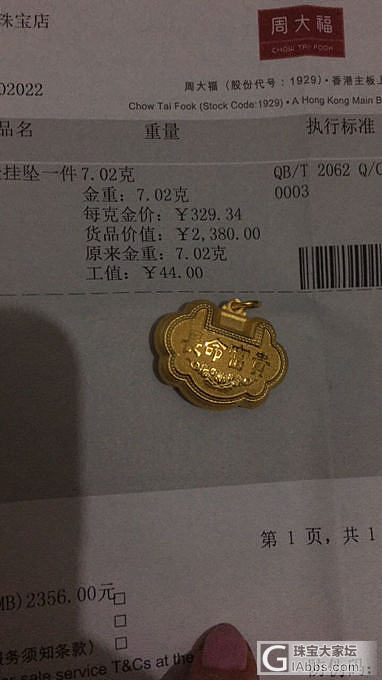 珠宝店
周大福
CHOW TAI FOOK
02022
周大福 (股份代号：1929)•香港主板上
Chow Tai Fook (Stock Code:1929) • A Hong Kong Main B
品名 重量 执行标准
挂坠一件 7.02克 QB/T 2062 Q/C
金重：7.02克 0003
每克金价：￥329.34
货品价值：￥2,380.00
原来金重：7.02克
工值：￥44.00
長命富貴
第 1 页，共 1
MB)2356.00元
服务须知条款)
sale service T&Cs at the
珠宝大家坛
GIAbbs.com